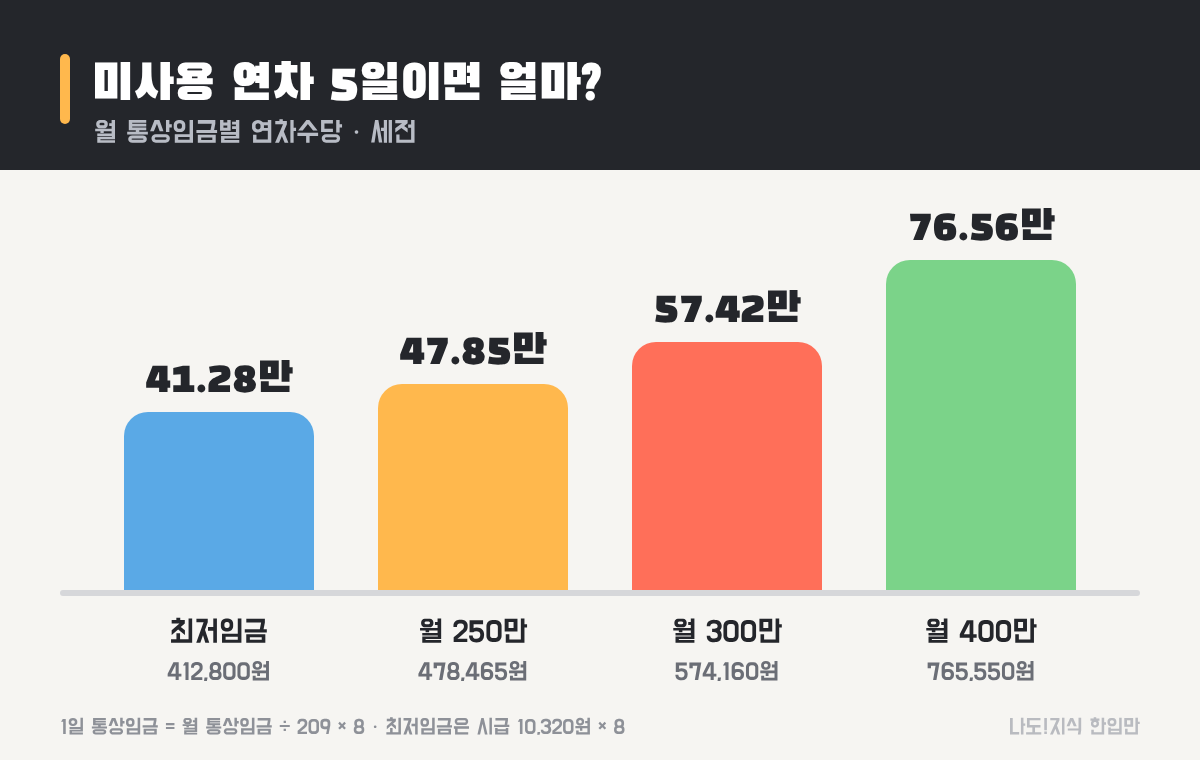 미사용 연차 5일이면 얼마?
월 통상임금별 연차수당 · 세전
41.28만
47.85만
57.42만
76.56만
최저임금
월 250만
월 300만
월 400만
412,800원
478,465원
574,160원
765,550원
1일 통상임금 = 월 통상임금 ÷ 209 × 8 · 최저임금은 시급 10,320원 × 8
나도!지식 한입만